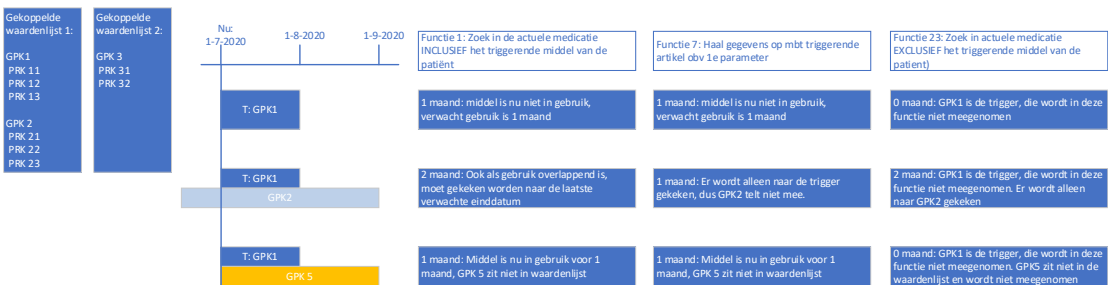 Gekoppelde
waardenlijst 1:
GPK1
PRK 11
PRK 12
PRK 13
GPK 2
PRK 21
PRK 22
PRK 23
Gekoppelde
waardenlijst 2:
GPK 3
PRK 31
PRK 32
Nu:
1-7-2020
1-8-2020
1-9-2020
Functie 1: Zoek in de actuele medicatie
INCLUSIEF het triggerende middel van de
patiënt
Functie 7: Haal gegevens op mbt triggerende
artikel obv 1e parameter
Functie 23: Zoek in actuele medicatie
EXCLUSIEF het triggerende middel van de
patient)
T: GPK1
1 maand: middel is nu niet in gebruik,
verwacht gebruik is 1 maand
1 maand: middel is nu niet in gebruik,
verwacht gebruik is 1 maand
0 maand: GPK1 is de trigger, die wordt in deze
functie niet meegenomen
T: GPK1
GPK2
2 maand: Ook als gebruik overlappend is,
moet gekeken worden naar de laatste
verwachte einddatum
1 maand: Er wordt alleen naar de trigger
gekeken, dus GPK2 telt niet mee.
2 maand: GPK1 is de trigger, die wordt in deze
functie niet meegenomen. Er wordt alleen
naar GPK2 gekeken
T: GPK1
GPK 5
1 maand: Middel is nu in gebruik voor 1
maand, GPK 5 zit niet in waardenlijst
1 maand: Middel is nu in gebruik voor 1
maand, GPK 5 zit niet in waardenlijst
0 maand: GPK1 is de trigger, die wordt in deze
functie niet meegenomen. GPK5 zit niet in de
waardenlijst en wordt niet meegenomen